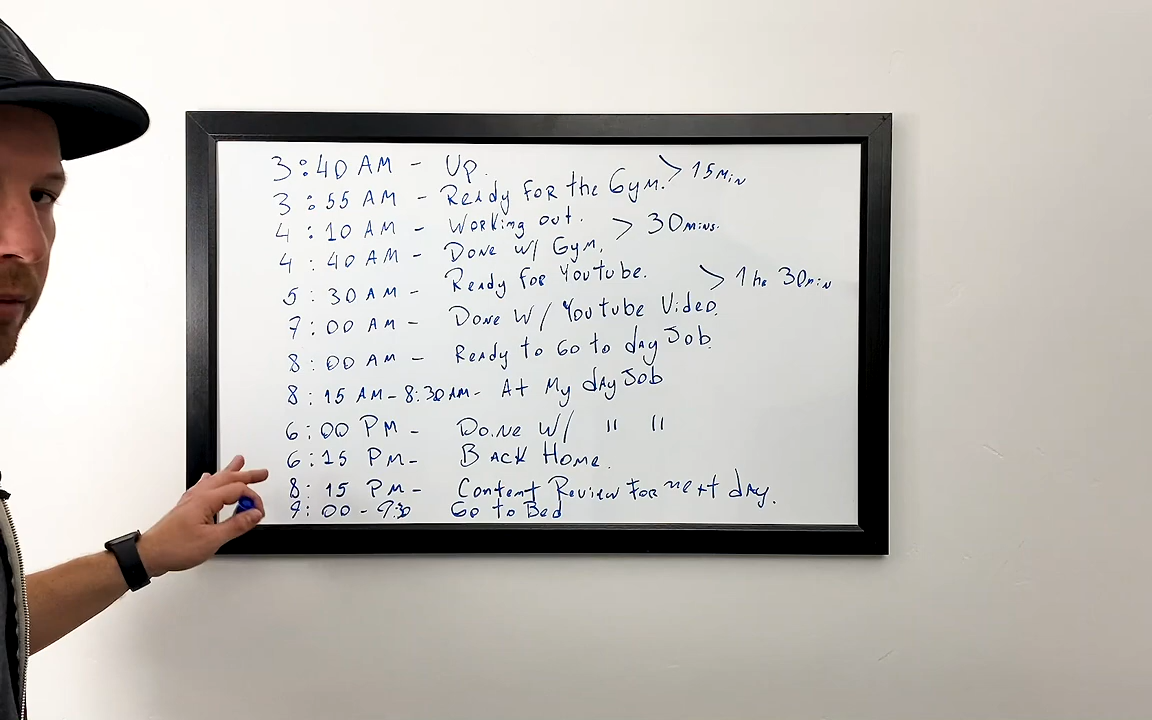 3:40 AM - Up. > 15 Min
3:55 AM - Ready for the Gym.
4:10 AM - Working out. > 30 mins.
4:40 AM - Done w/ Gym.
5:30 AM - Ready for Youtube. > 1 hr 30 min
7:00 AM - Done w/ Youtube Video.
8:00 AM - Ready to Go to day Job.
8:15 AM - 8:30 AM - At My day Job
6:00 PM - Done w/ " "
6:15 PM - Back Home.
8:15 PM - Content Review For next day.
9:00 - 9:30 Go to Bed